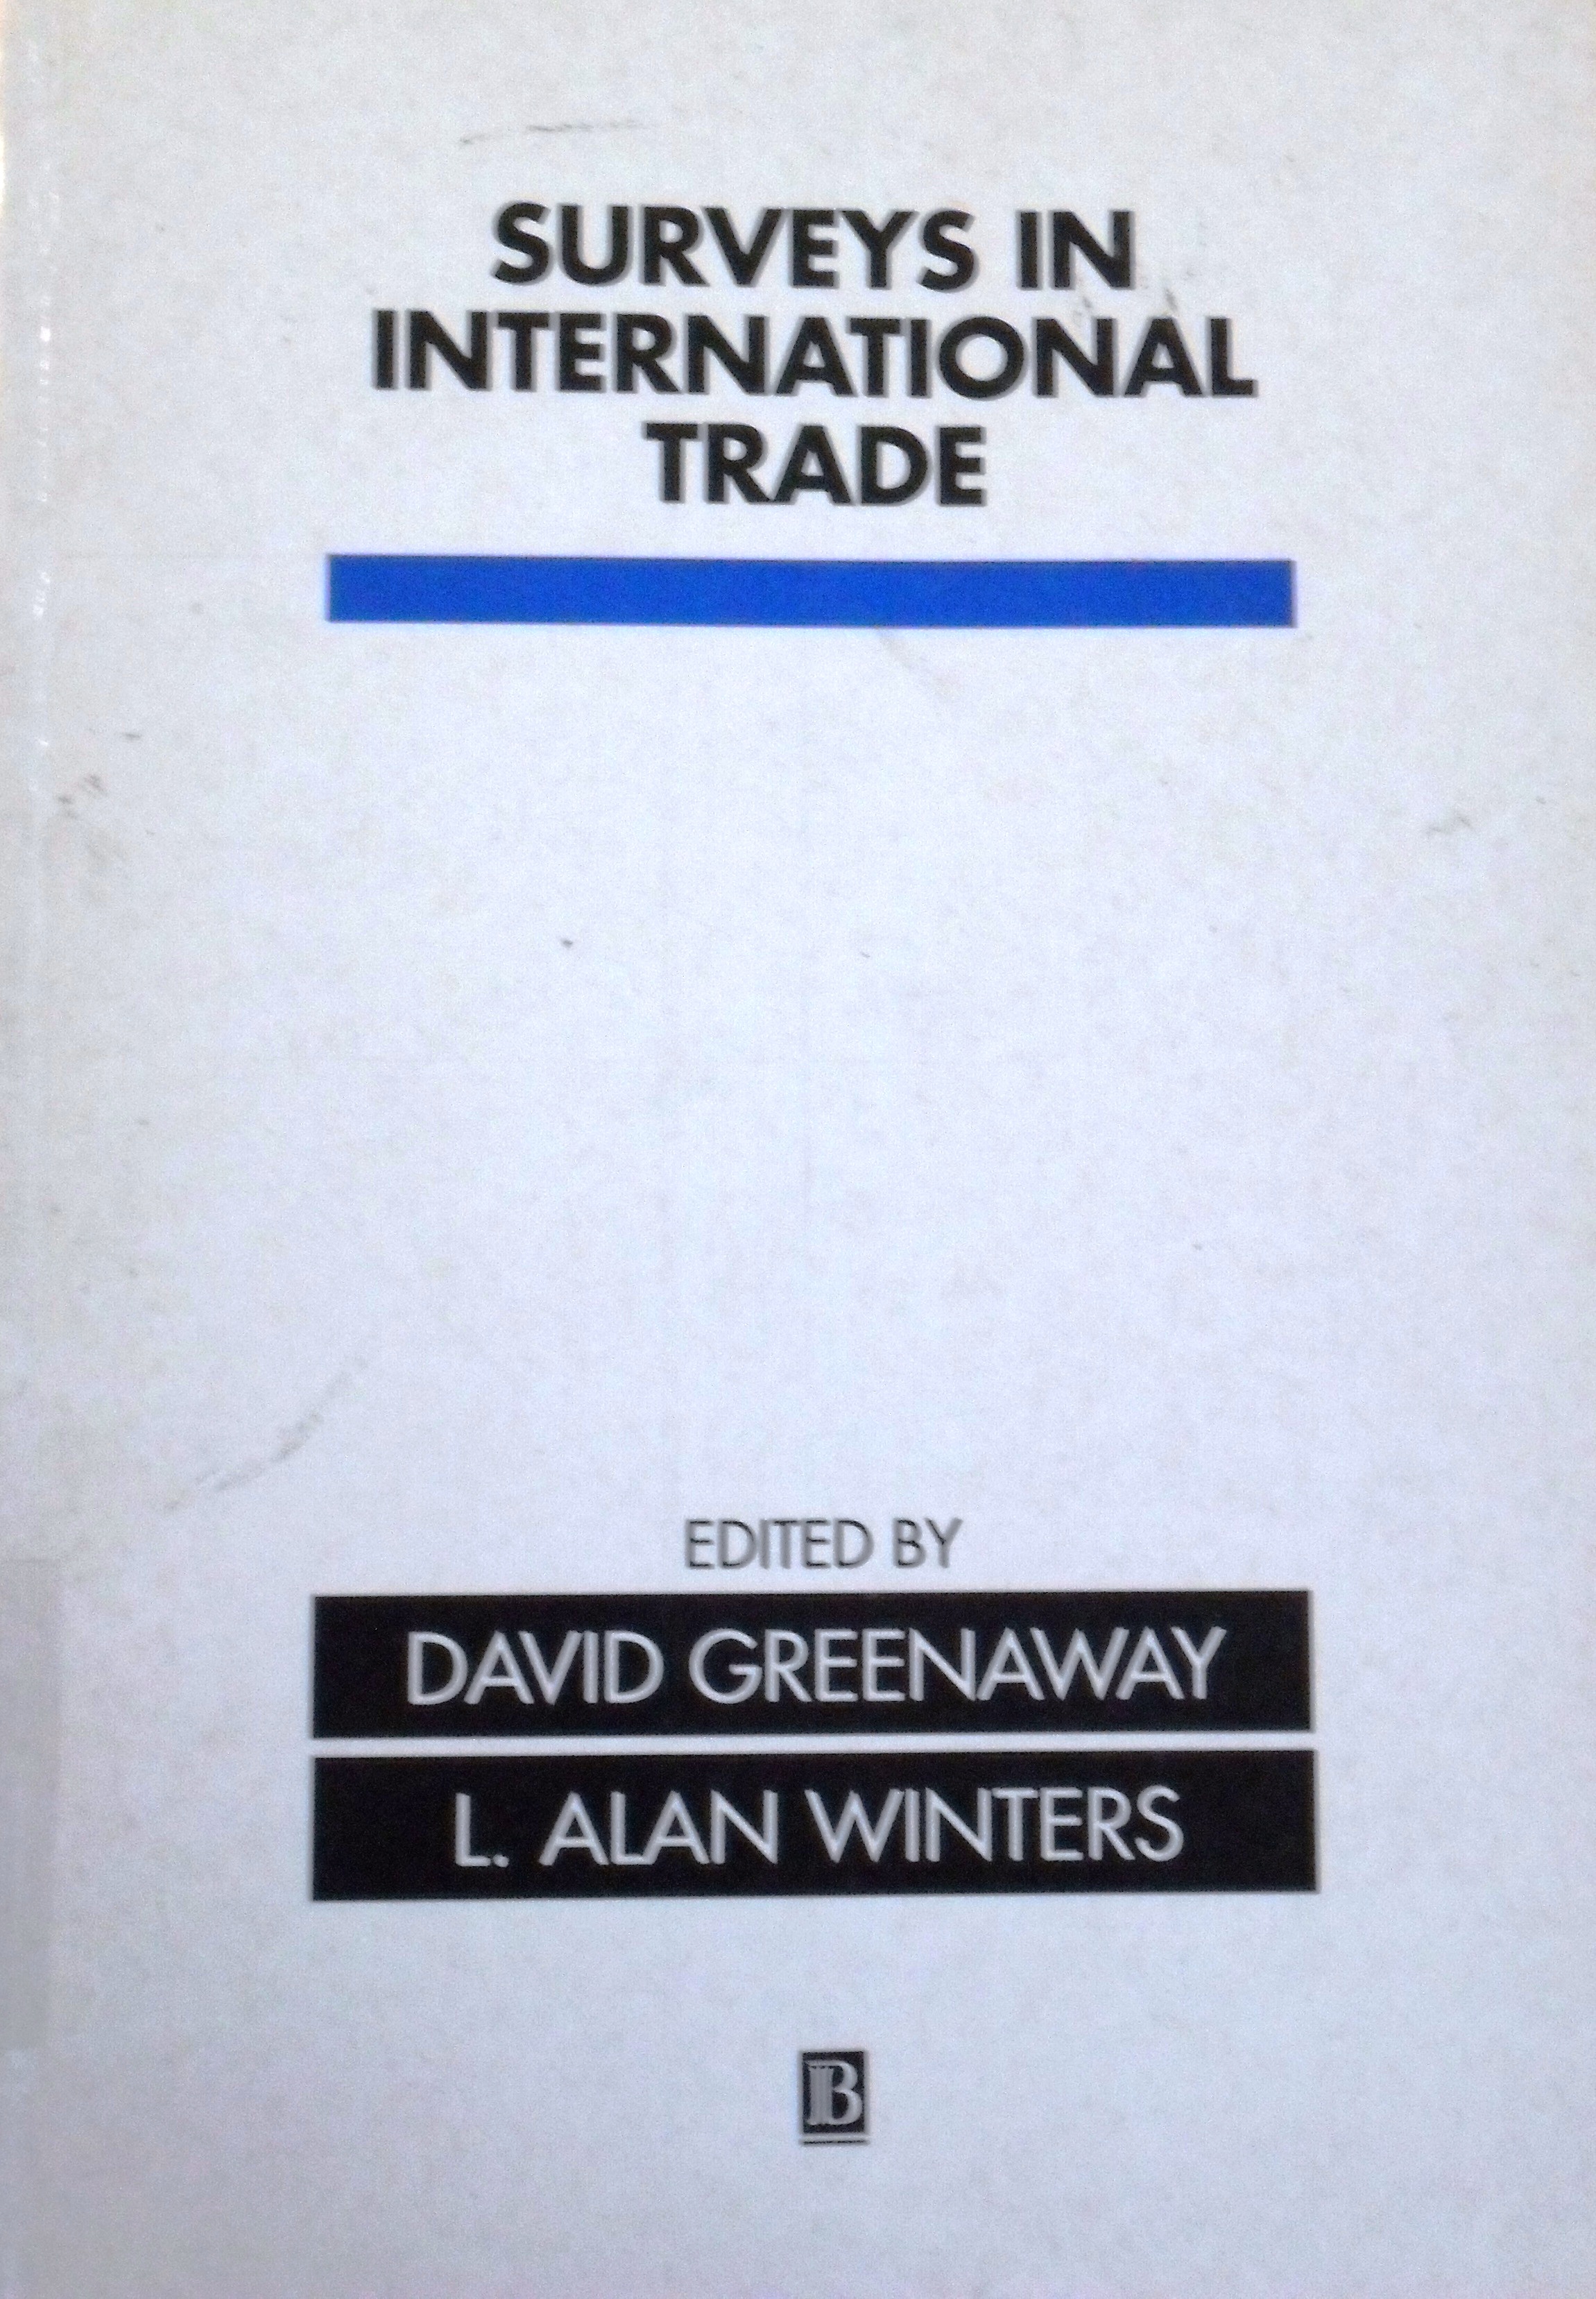 SURVEYS IN
INTERNATIONAL
TRADE
EDITED BY
DAVID GREENAWAY
L. ALAN WINTERS
B